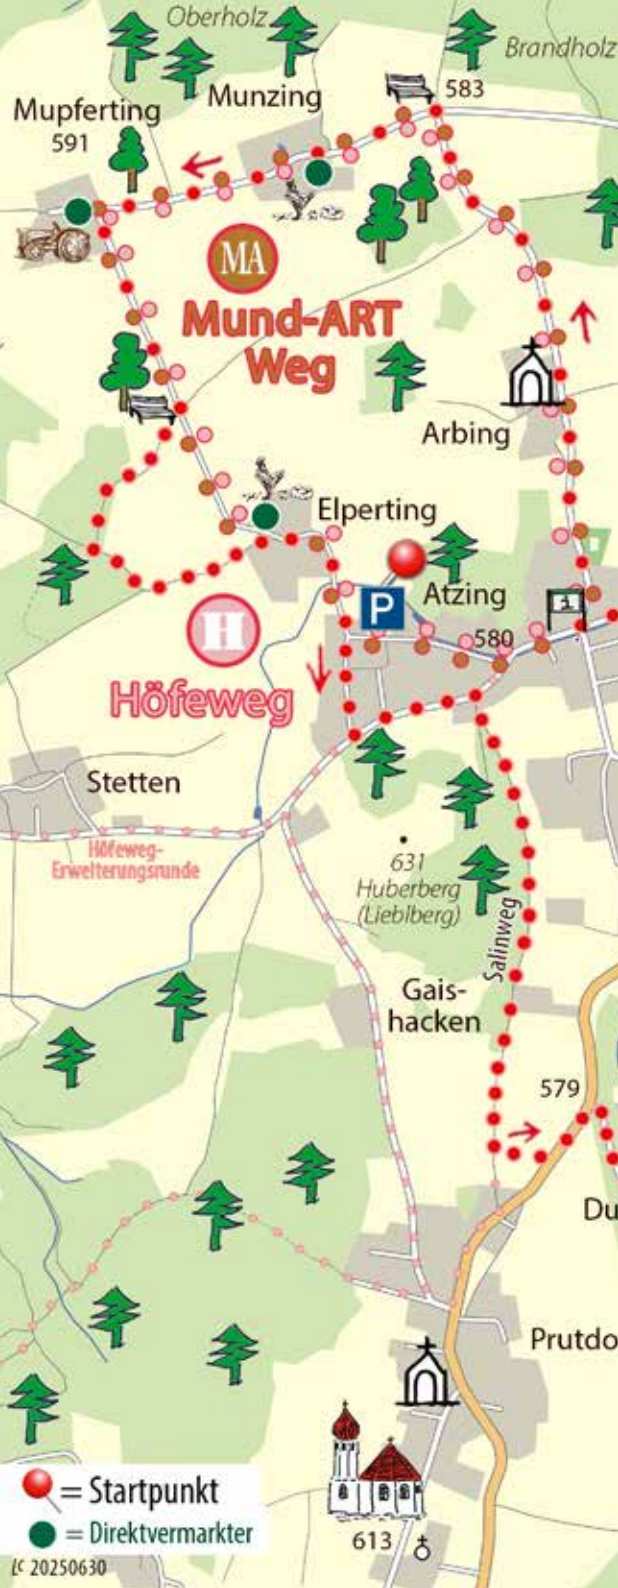 Oberholz
Brandholz
583
Munzing
Mupferting
591
MA
Mund-ART
Weg
Arbing
Elperting
P
Atzing
580
H
Höfeweg
Stetten
Höfeweg-
Erweiterungsrunde
631
Huberberg
(Lieblberg)
Salinweg
Gais-
hacken
579
Du
Prutdo
613
= Startpunkt
= Direktvermarkter
LC 20250630